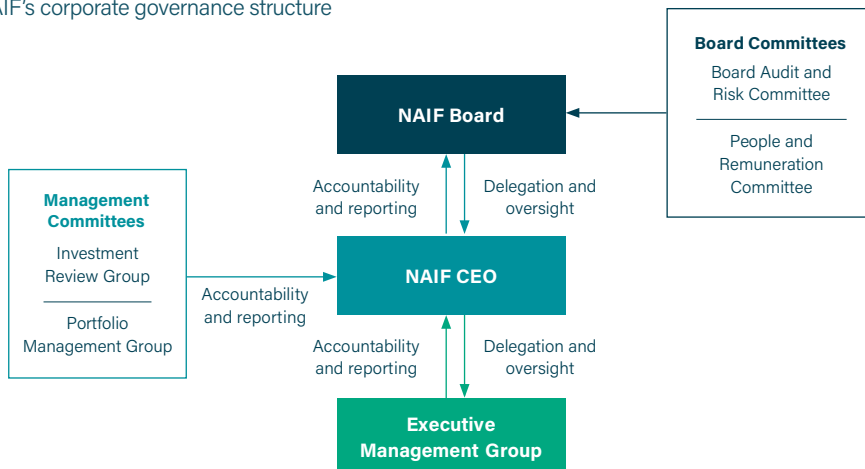 AIF's corporate governance structure
Board Committees
Board Audit and
Risk Committee
People and
Remuneration
Committee
NAIF Board
Accountability
and reporting
Delegation and
oversight
Management
Committees
Investment
Review Group
Portfolio
Management Group
Accountability
and reporting
NAIF CEO
Accountability
and reporting
Delegation and
oversight
Executive
Management Group